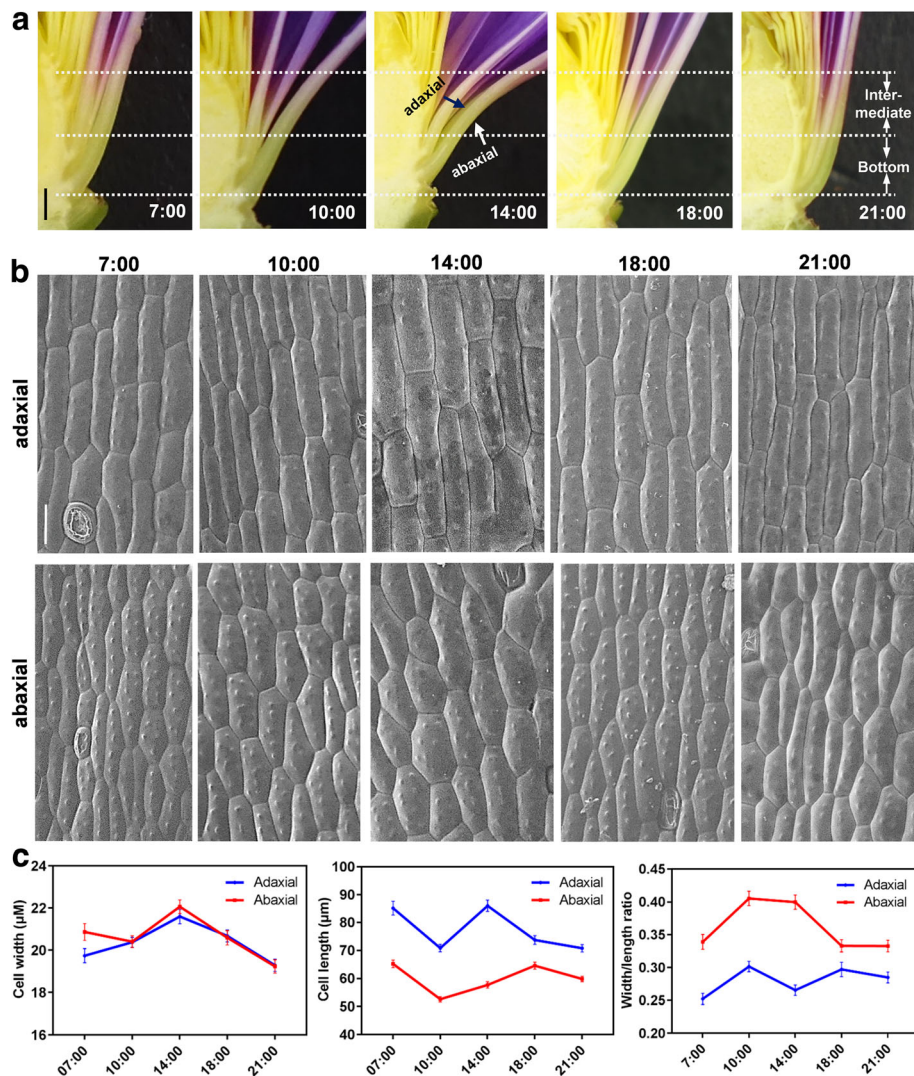 a
adaxial
abaxial
Inter-
mediate
Bottom
7:00
10:00
14:00
18:00
21:00
b
7:00
10:00
14:00
18:00
21:00
adaxial
abaxial
c
24
22
20
18
16
Cell width (μM)
Adaxial
Abaxial
07:00
10:00
14:00
18:00
21:00
100
90
80
70
60
50
40
Cell length (μm)
Adaxial
Abaxial
07:00
10:00
14:00
18:00
21:00
0.45
0.40
0.35
0.30
0.25
0.20
Width/length ratio
Adaxial
Abaxial
7:00
10:00
14:00
18:00
21:00